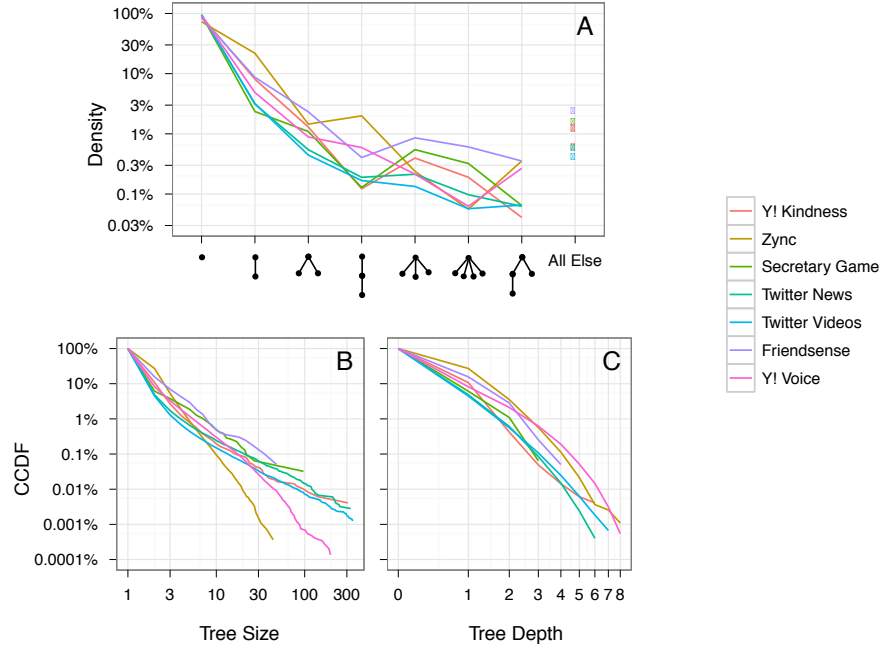 A
100%
30%
10%
3%
1%
0.3%
0.1%
0.03%
Density
All Else
Y! Kindness
Zync
Secretary Game
Twitter News
Twitter Videos
Friendsense
Y! Voice
B
C
100%
10%
1%
0.1%
0.01%
0.001%
0.0001%
CCDF
1 3 10 30 100 300
0 1 2 3 4 5 6 7 8
Tree Size
Tree Depth